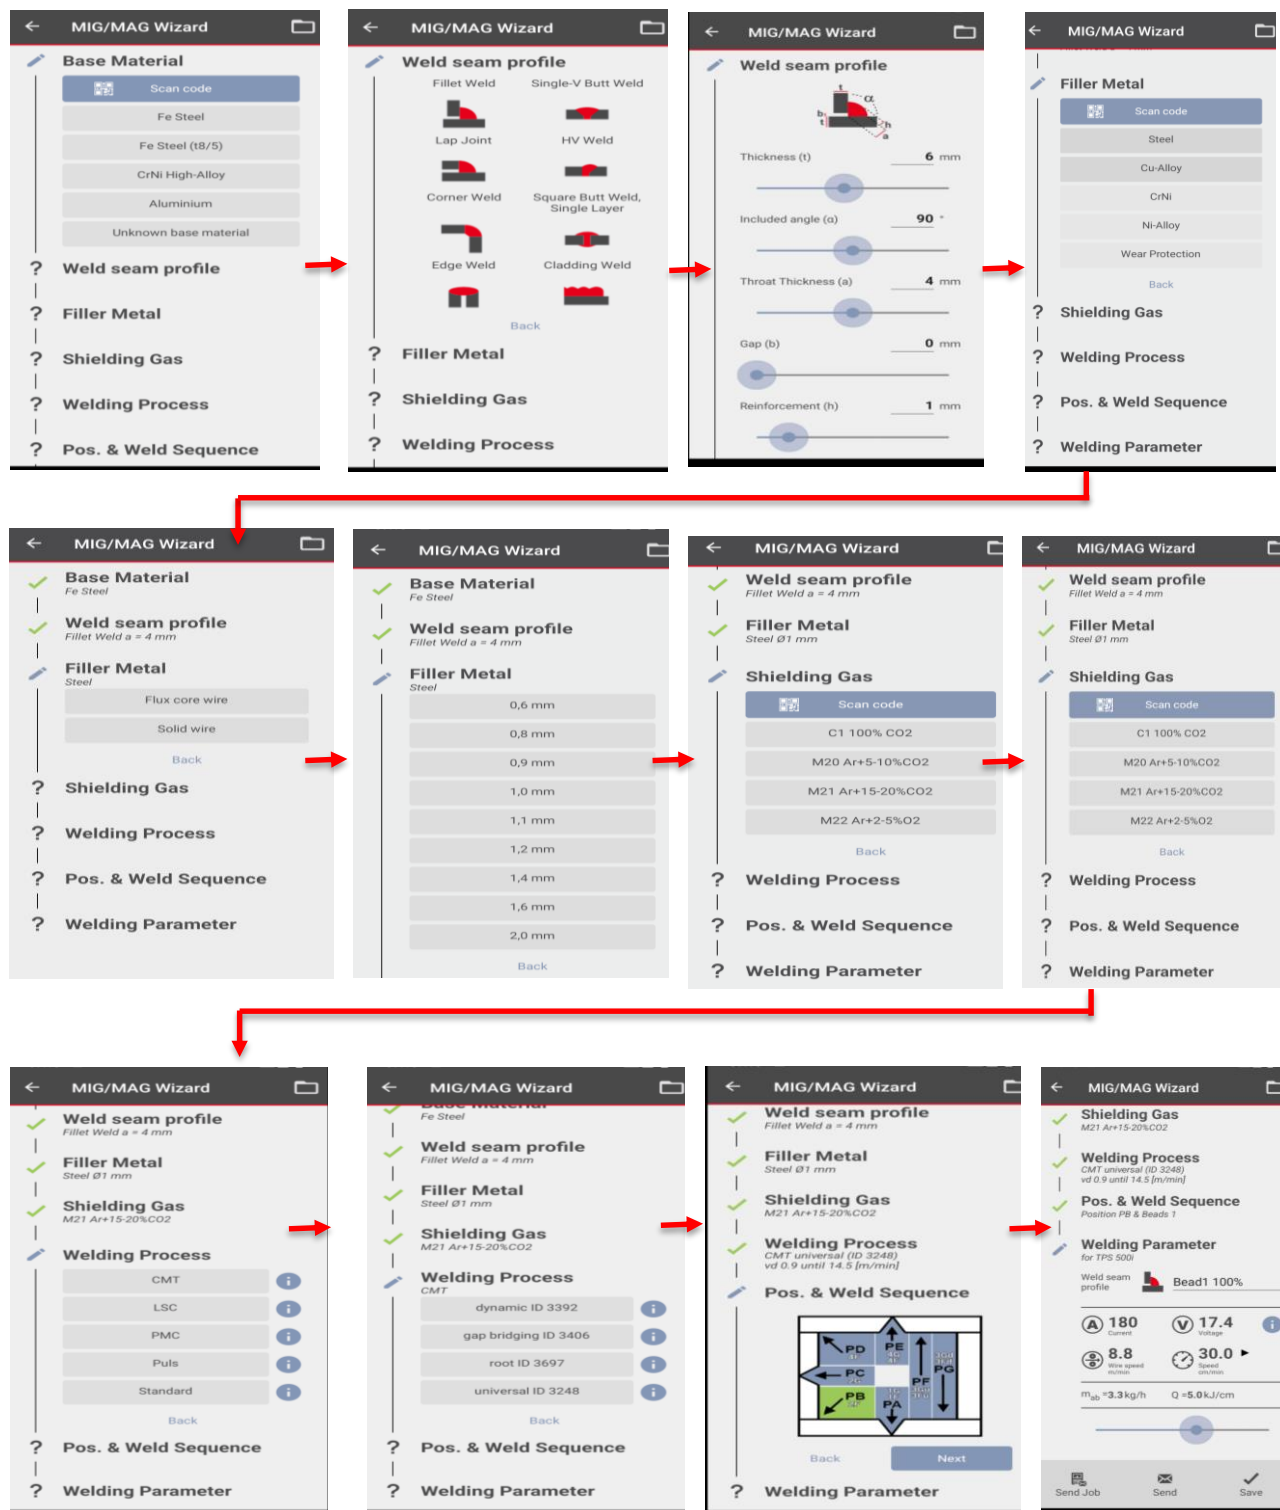 MIG/MAG Wizard
Base Material
Scan code
Fe Steel
Fe Steel (t8/5)
CrNi High-Alloy
Aluminium
Unknown base material
? Weld seam profile
? Filler Metal
? Shielding Gas
? Welding Process
? Pos. & Weld Sequence
MIG/MAG Wizard
Weld seam profile
Fillet Weld Single-V Butt Weld
Lap Joint HV Weld
Corner Weld Square Butt Weld,
Single Layer
Edge Weld Cladding Weld
Back
? Filler Metal
? Shielding Gas
? Welding Process
MIG/MAG Wizard
Weld seam profile
t
α
b
t
h
a
Thickness (t) 6 mm
Included angle (α) 90 °
Throat Thickness (a) 4 mm
Gap (b) 0 mm
Reinforcement (h) 1 mm
MIG/MAG Wizard
Filler Metal
Scan code
Steel
Cu-Alloy
CrNi
Ni-Alloy
Wear Protection
Back
? Shielding Gas
? Welding Process
? Pos. & Weld Sequence
? Welding Parameter
MIG/MAG Wizard
Base Material
Fe Steel
Weld seam profile
Fillet Weld a = 4 mm
Filler Metal
Steel
Flux core wire
Solid wire
Back
? Shielding Gas
? Welding Process
? Pos. & Weld Sequence
? Welding Parameter
MIG/MAG Wizard
Base Material
Fe Steel
Weld seam profile
Fillet Weld a = 4 mm
Filler Metal
Steel
0,6 mm
0,8 mm
0,9 mm
1,0 mm
1,1 mm
1,2 mm
1,4 mm
1,6 mm
2,0 mm
Back
MIG/MAG Wizard
Weld seam profile
Fillet Weld a = 4 mm
Filler Metal
Steel Ø1 mm
Shielding Gas
Scan code
C1 100% CO2
M20 Ar+5-10%CO2
M21 Ar+15-20%CO2
M22 Ar+2-5%O2
Back
? Welding Process
? Pos. & Weld Sequence
? Welding Parameter
MIG/MAG Wizard
Weld seam profile
Fillet Weld a = 4 mm
Filler Metal
Steel Ø1 mm
Shielding Gas
Scan code
C1 100% CO2
M20 Ar+5-10%CO2
M21 Ar+15-20%CO2
M22 Ar+2-5%O2
Back
? Welding Process
? Pos. & Weld Sequence
? Welding Parameter
MIG/MAG Wizard
Weld seam profile
Fillet Weld a = 4 mm
Filler Metal
Steel Ø1 mm
Shielding Gas
M21 Ar+15-20%CO2
Welding Process
CMT
LSC
PMC
Puls
Standard
Back
? Pos. & Weld Sequence
? Welding Parameter
MIG/MAG Wizard
Base Material
Fe Steel
Weld seam profile
Fillet Weld a = 4 mm
Filler Metal
Steel Ø1 mm
Shielding Gas
M21 Ar+15-20%CO2
Welding Process
CMT
dynamic ID 3392
gap bridging ID 3406
root ID 3697
universal ID 3248
Back
? Pos. & Weld Sequence
? Welding Parameter
MIG/MAG Wizard
Weld seam profile
Fillet Weld a = 4 mm
Filler Metal
Steel Ø1 mm
Shielding Gas
M21 Ar+15-20%CO2
Welding Process
CMT universal (ID 3248)
vd 0.9 until 14.5 [m/min]
Pos. & Weld Sequence
PD
PE
PC
PF
PG
PB
PA
Back Next
? Welding Parameter
MIG/MAG Wizard
Shielding Gas
M21 Ar+15-20%CO2
Welding Process
CMT universal (ID 3248)
vd 0.9 until 14.5 [m/min]
Pos. & Weld Sequence
Position PB & Beads 1
Welding Parameter
for TPS 500i
Weld seam
profile
Bead1 100%
A 180 V 17.4
Current Voltage
8.8 30.0
Wire speed Speed
m/min cm/min
mab =3.3kg/h Q =5.0kJ/cm
Send Job Send Save